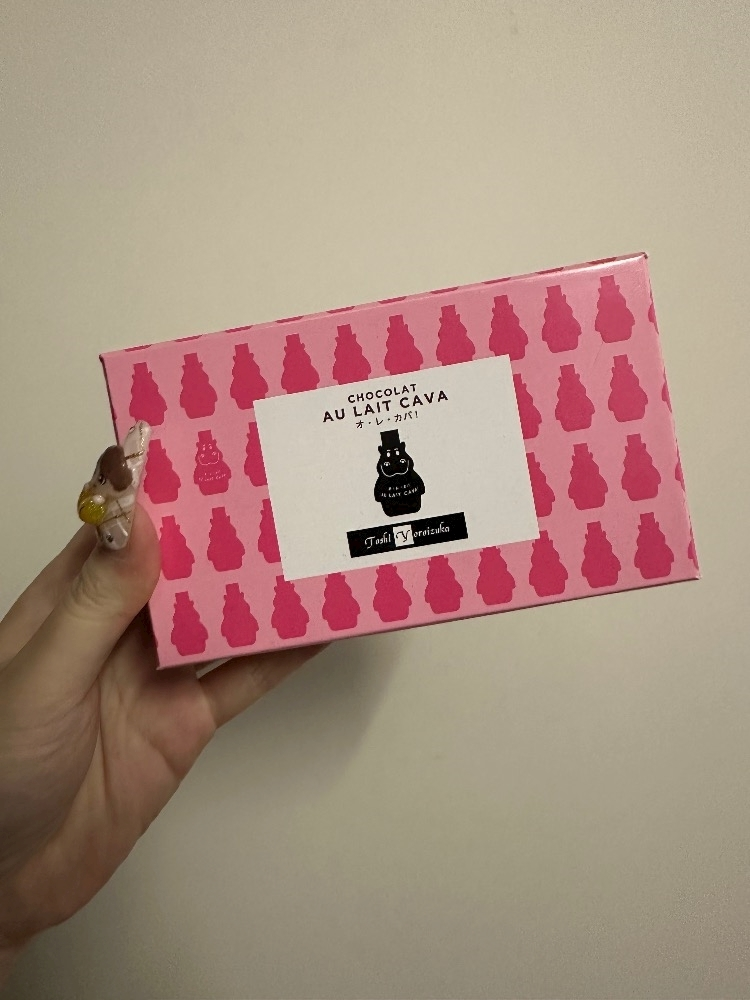 CHOCOLAT
AU LAIT CAVA
オ・レ・カバ!
AU LAIT CAVA
Toshi Yoroizuka